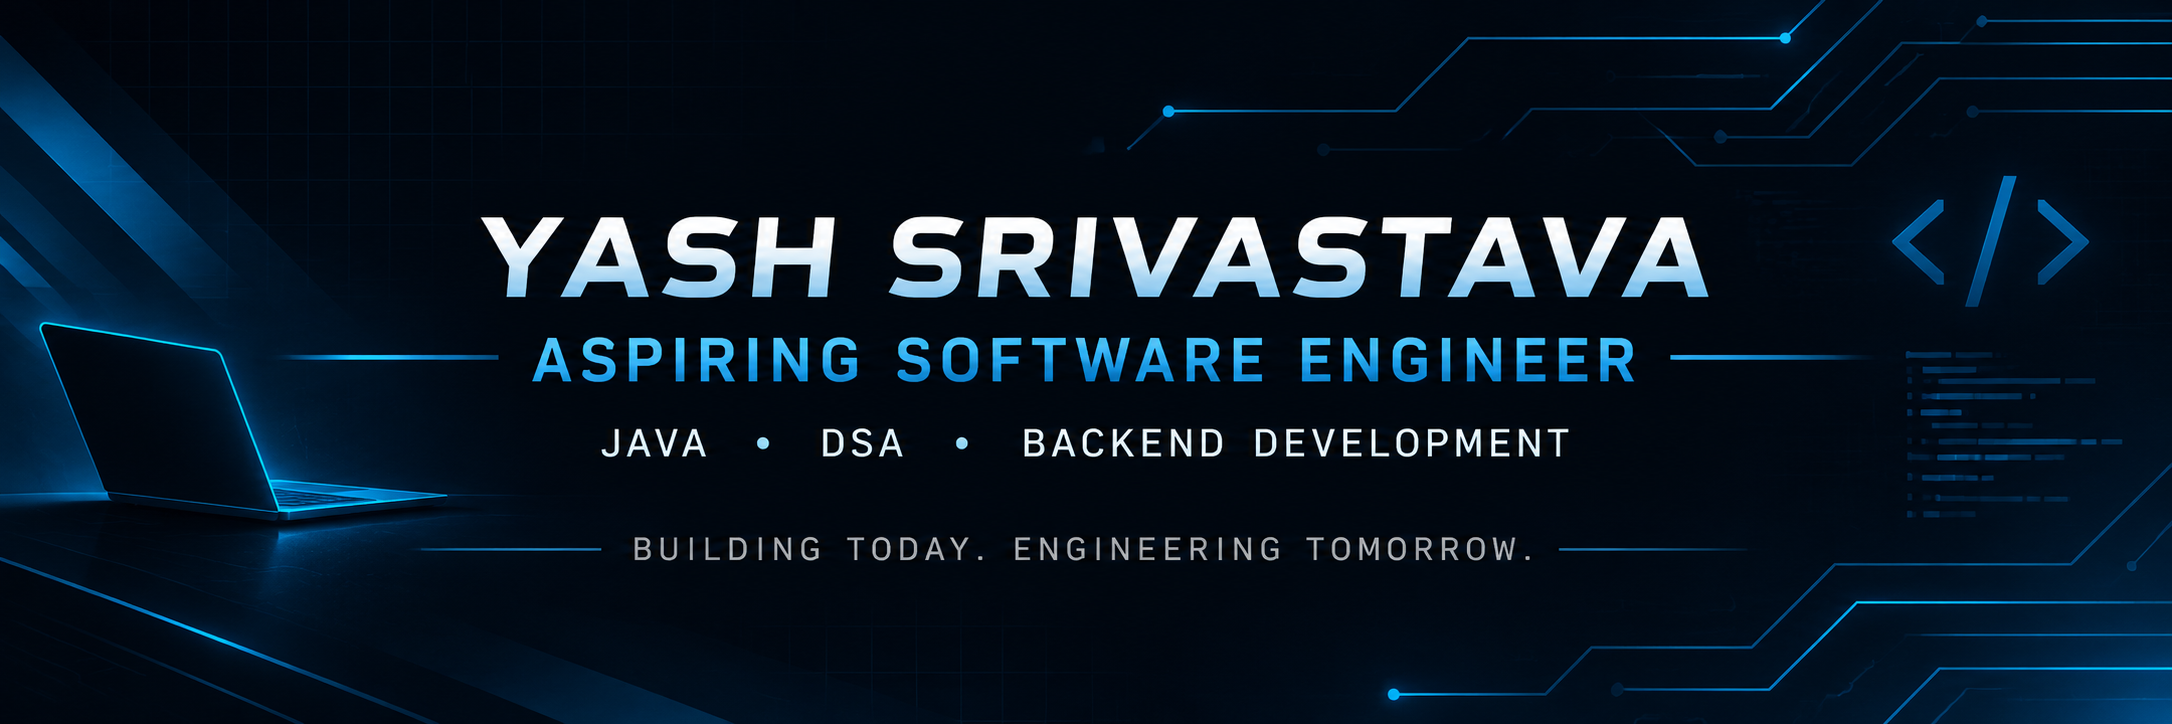 YASH SRIVASTAVA
</>
ASPIRING SOFTWARE ENGINEER
JAVA • DSA • BACKEND DEVELOPMENT
BUILDING TODAY. ENGINEERING TOMORROW.